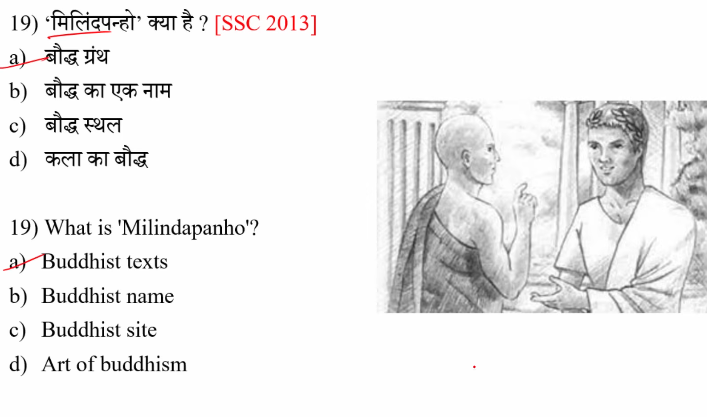 19) ‘मिलिंदपन्हो’ क्या है ? [SSC 2013]
a) बौद्ध ग्रंथ
b) बौद्ध का एक नाम
c) बौद्ध स्थल
d) कला का बौद्ध
19) What is 'Milindapanho'?
a) Buddhist texts
b) Buddhist name
c) Buddhist site
d) Art of buddhism